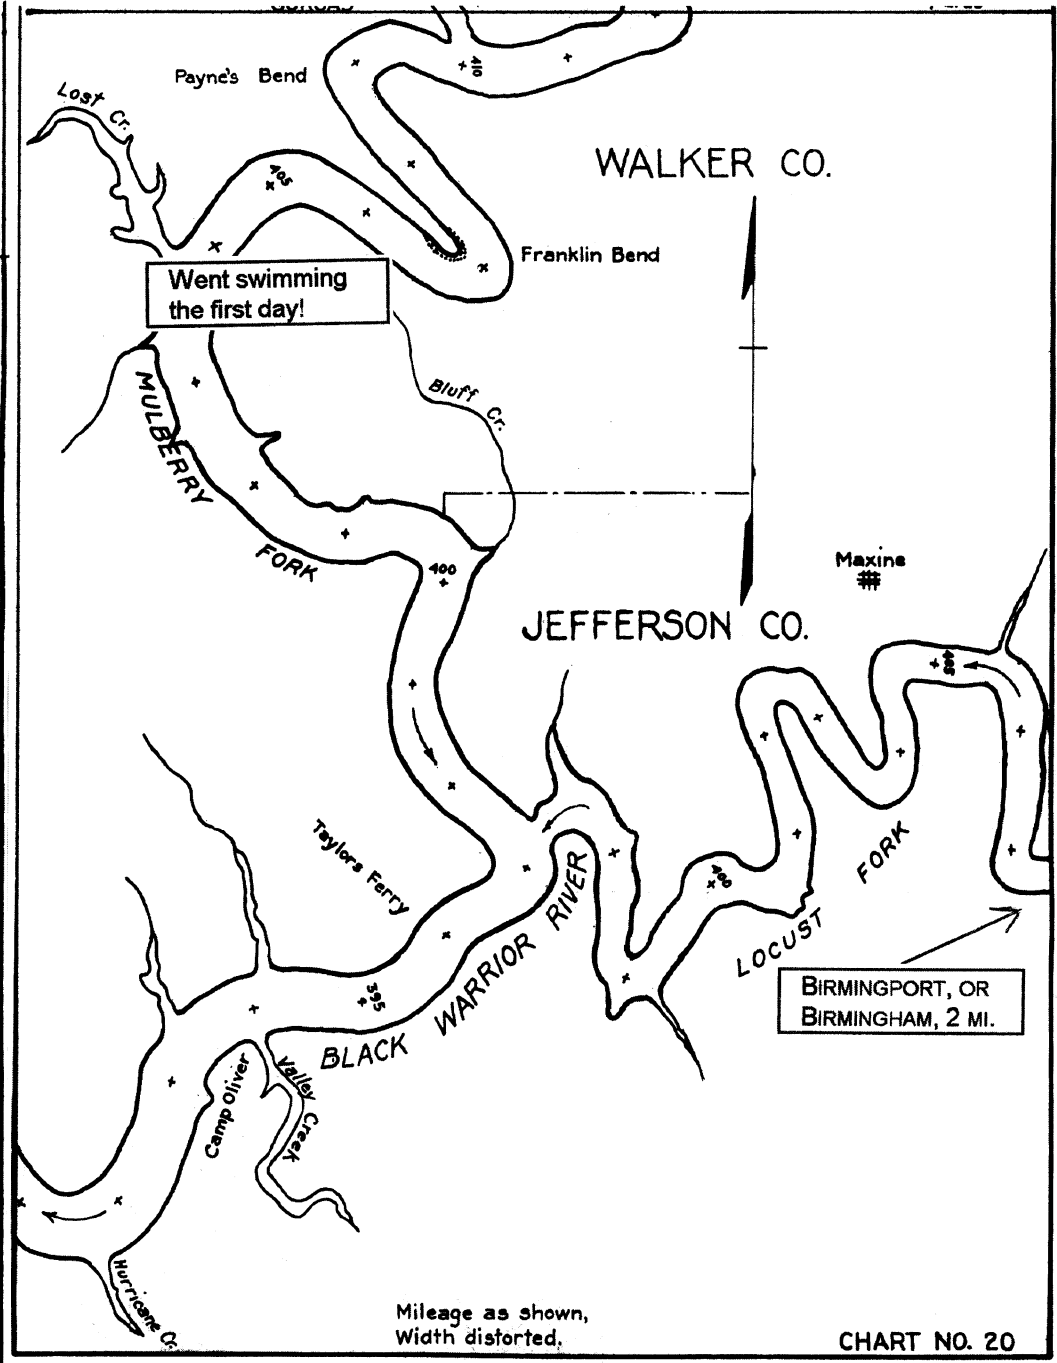 Payne's Bend
410
Lost Cr.
WALKER CO.
405
Franklin Bend
Went swimming
the first day!
Bluff Cr.
MULBERRY
FORK
400
Maxine
JEFFERSON CO.
405
Taylors Ferry
400
FORK
LOCUST
BIRMINGPORT, OR
BIRMINGHAM, 2 MI.
395
BLACK WARRIOR RIVER
Camp Oliver
Valley Creek
Hurricane Cr.
Mileage as shown,
Width distorted.
CHART NO. 20